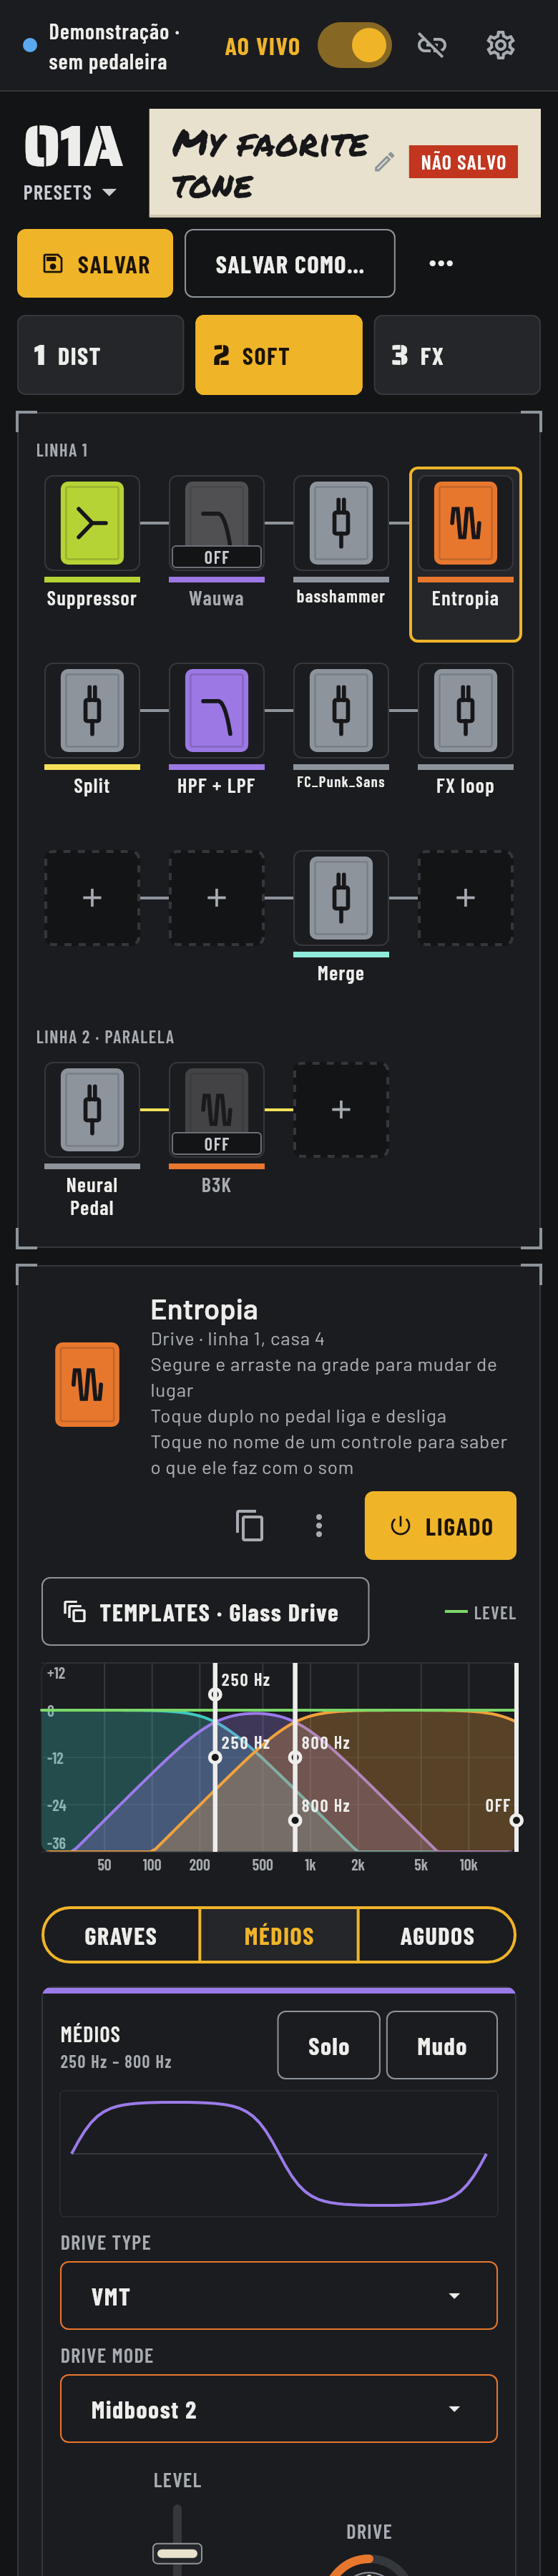 Demonstração ·
sem pedaleira
AO VIVO
01A
PRESETS
My faorite
tone
NÃO SALVO
SALVAR
SALVAR COMO...
1 DIST
2 SOFT
3 FX
LINHA 1
OFF
Suppressor
Wauwa
basshammer
Entropia
Split
HPF + LPF
FC_Punk_Sans
FX loop
Merge
LINHA 2 · PARALELA
OFF
Neural
Pedal
B3K
Entropia
Drive · linha 1, casa 4
Segure e arraste na grade para mudar de
lugar
Toque duplo no pedal liga e desliga
Toque no nome de um controle para saber
o que ele faz com o som
LIGADO
TEMPLATES · Glass Drive
LEVEL
+12
0
-12
-24
-36
250 Hz
250 Hz
800 Hz
800 Hz
OFF
50 100 200 500 1k 2k 5k 10k
GRAVES
MÉDIOS
AGUDOS
MÉDIOS
250 Hz – 800 Hz
Solo
Mudo
DRIVE TYPE
VMT
DRIVE MODE
Midboost 2
LEVEL
DRIVE